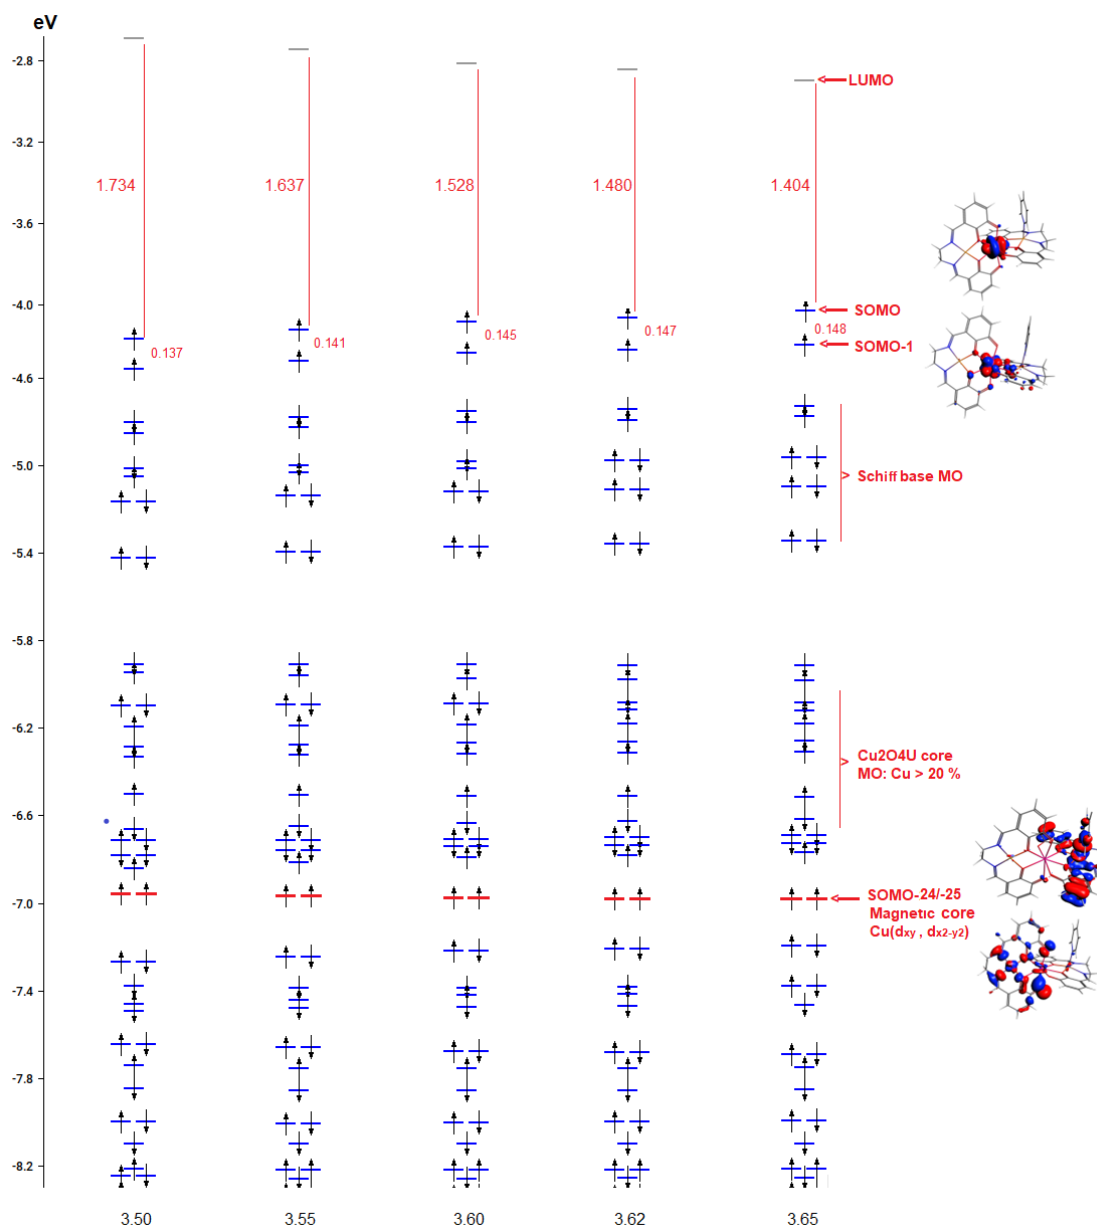 eV
-2.8
LUMO
-3.2
1.734
1.637
1.528
1.480
1.404
-3.6
-4.0
SOMO
0.137
0.141
0.145
0.147
0.148
SOMO-1
-4.6
-5.0
> Schiff base MO
-5.4
-5.8
-6.2
> Cu2O4U core
MO: Cu > 20 %
-6.6
SOMO-24/-25
-7.0
Magnetic core
Cu(dxy , dx2-y2)
-7.4
-7.8
-8.2
3.50
3.55
3.60
3.62
3.65